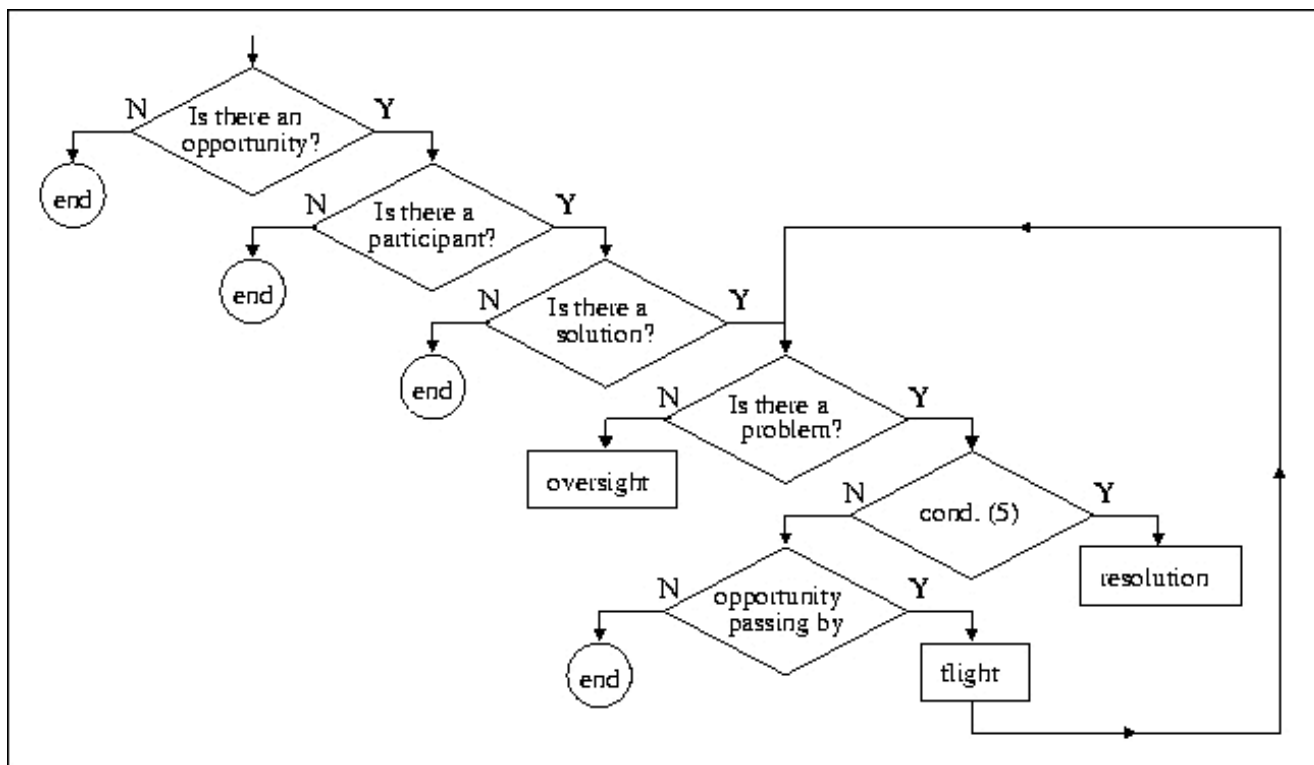 N
Y
Is there an
opportunity?
end
N
Y
Is there a
participant?
end
N
Y
Is there a
solution?
end
N
Y
Is there a
problem?
oversight
N
Y
cond. (5)
resolution
N
Y
opportunity
passing by
end
flight